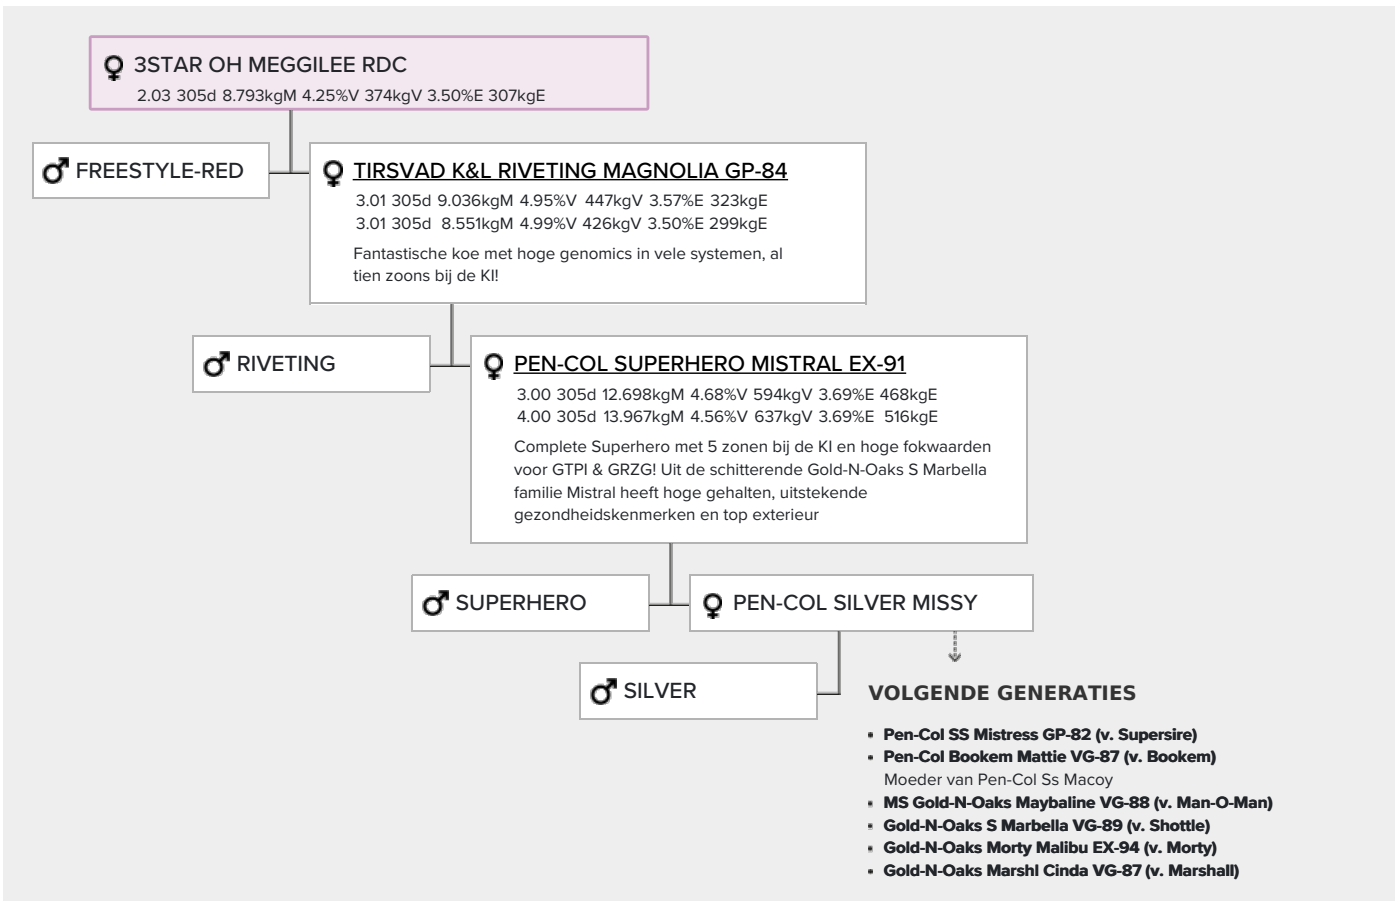 3STAR OH MEGGILEE RDC
2.03 305d 8.793kgM 4.25%V 374kgV 3.50%E 307kgE
FREESTYLE-RED
TIRSVAD K&L RIVETING MAGNOLIA GP-84
3.01 305d 9.036kgM 4.95%V 447kgV 3.57%E 323kgE
3.01 305d 8.551kgM 4.99%V 426kgV 3.50%E 299kgE
Fantastische koe met hoge genomics in vele systemen, al
tien zoons bij de KI!
RIVETING
PEN-COL SUPERHERO MISTRAL EX-91
3.00 305d 12.698kgM 4.68%V 594kgV 3.69%E 468kgE
4.00 305d 13.967kgM 4.56%V 637kgV 3.69%E 516kgE
Complete Superhero met 5 zonen bij de KI en hoge fokwaarden
voor GTPI & GRZG! Uit de schitterende Gold-N-Oaks S Marbella
familie Mistral heeft hoge gehalten, uitstekende
gezondheidskenmerken en top exterieur
SUPERHERO
PEN-COL SILVER MISSY
SILVER
VOLGENDE GENERATIES
• Pen-Col SS Mistress GP-82 (v. Supersire)
• Pen-Col Bookem Mattie VG-87 (v. Bookem)
Moeder van Pen-Col Ss Macoy
• MS Gold-N-Oaks Maybaline VG-88 (v. Man-O-Man)
• Gold-N-Oaks S Marbella VG-89 (v. Shottle)
• Gold-N-Oaks Morty Malibu EX-94 (v. Morty)
• Gold-N-Oaks Marshl Cinda VG-87 (v. Marshall)